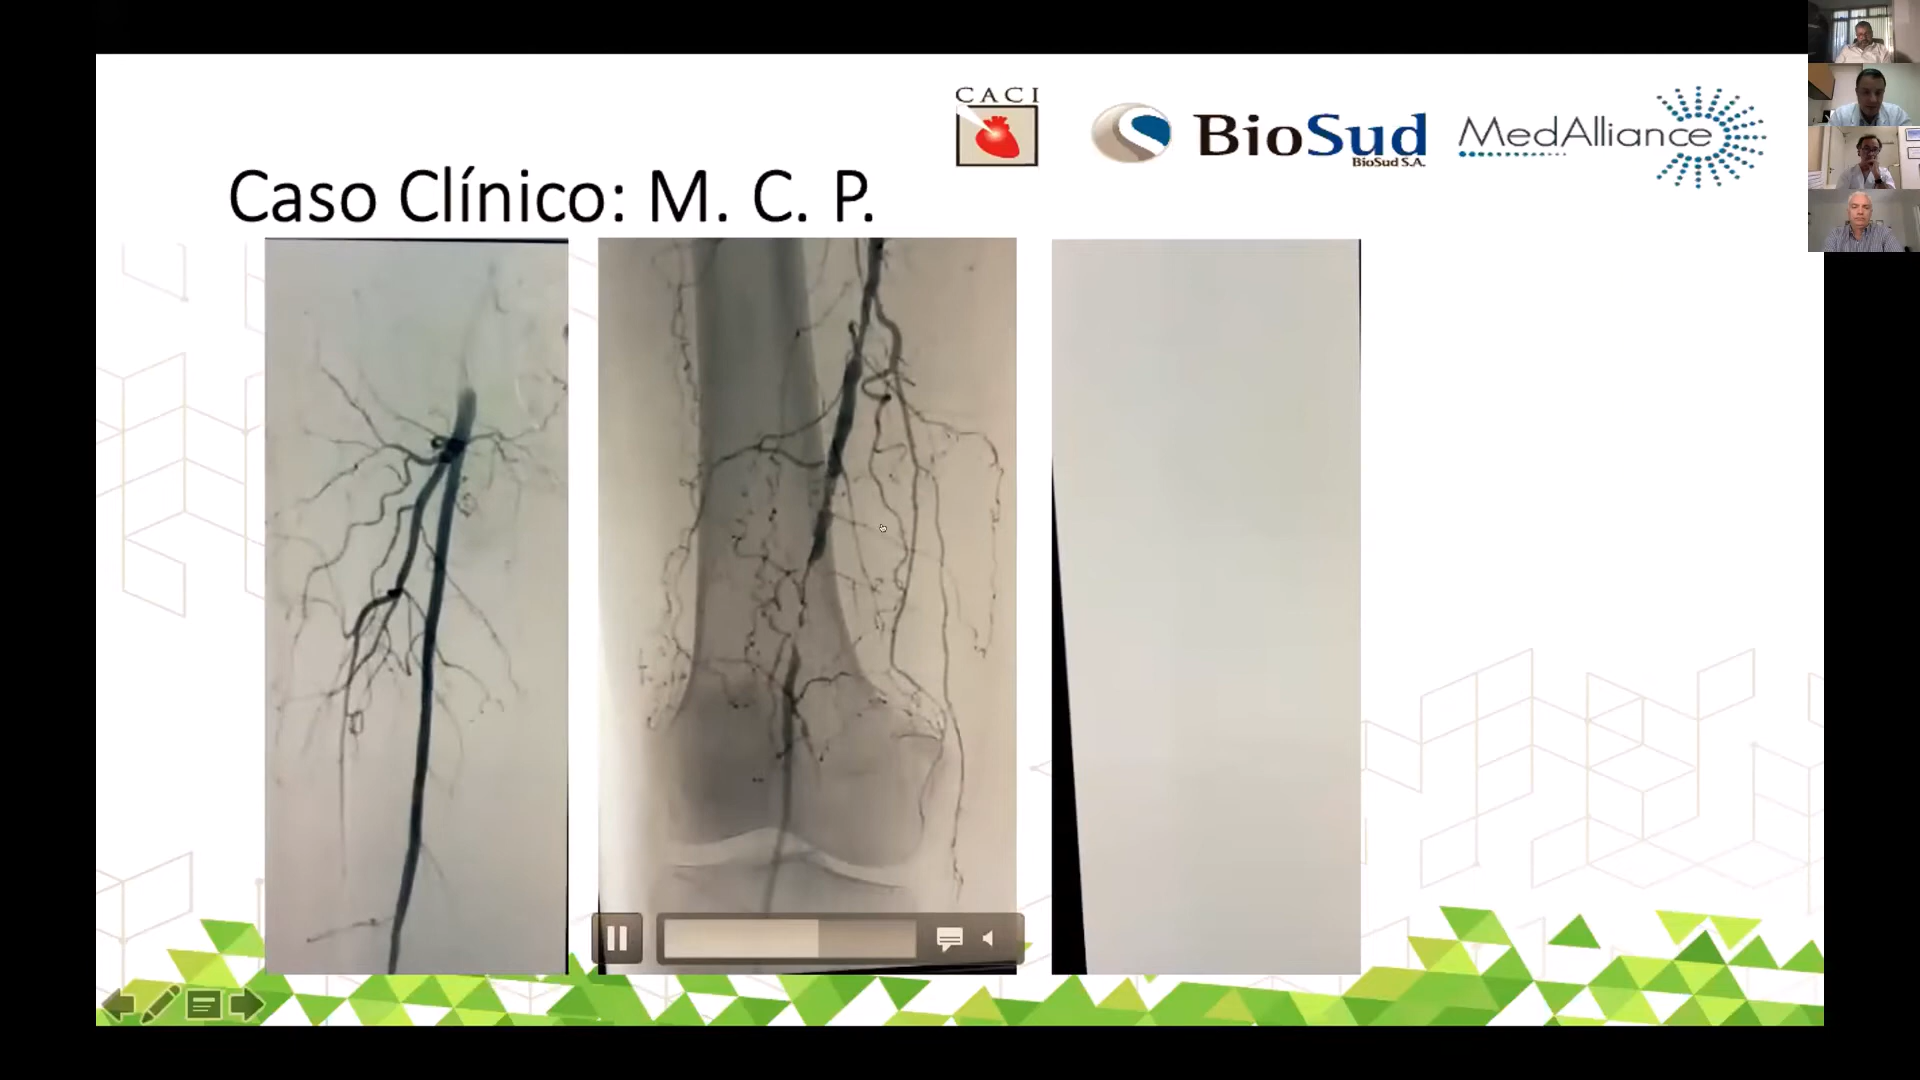 CACI
BioSud
BioSud S.A.
MedAlliance
Caso Clínico: M. C. P.